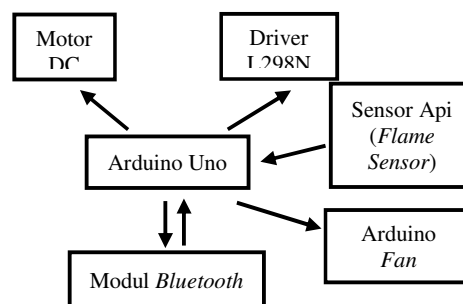 Motor
DC
Driver
L298N
Sensor Api
(Flame
Sensor)
Arduino Uno
Arduino
Fan
Modul Bluetooth